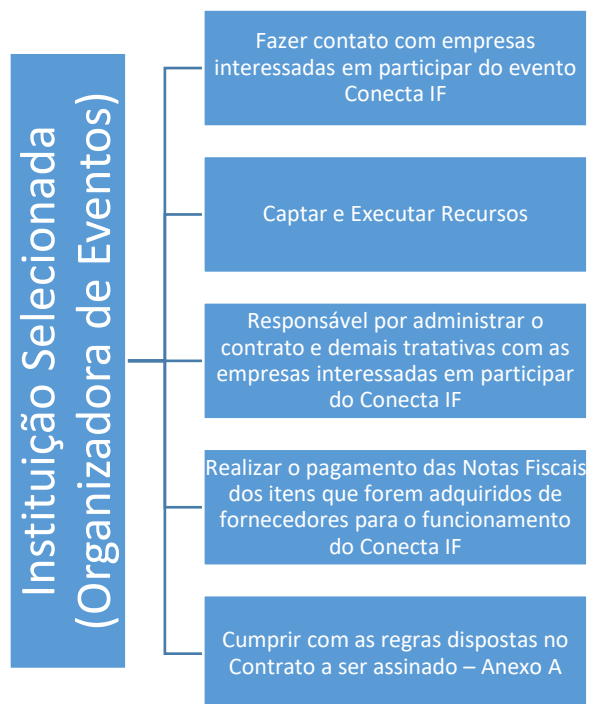 Instituição Selecionada
(Organizadora de Eventos)
Fazer contato com empresas
interessadas em participar do evento
Conecta IF
Captar e Executar Recursos
Responsável por administrar o
contrato e demais tratativas com as
empresas interessadas em participar
do Conecta IF
Realizar o pagamento das Notas Fiscais
dos itens que forem adquiridos de
fornecedores para o funcionamento
do Conecta IF
Cumprir com as regras dispostas no
Contrato a ser assinado – Anexo A